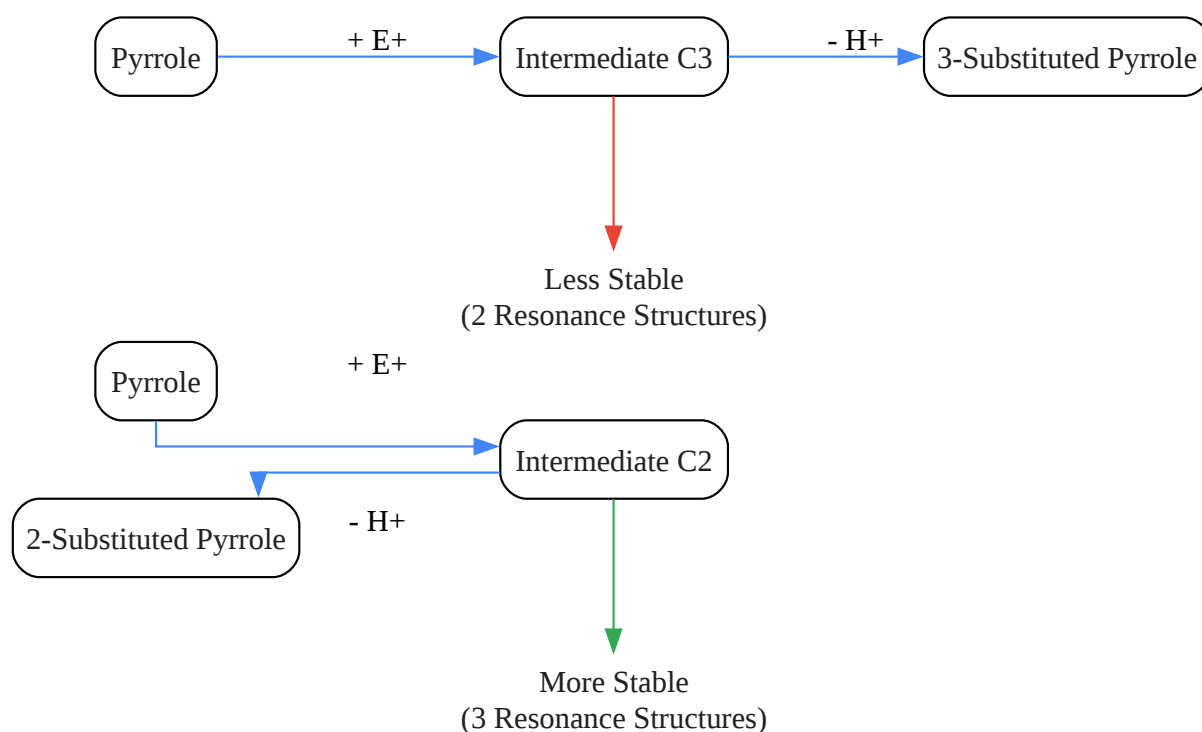 Pyrrole
+ E+
Intermediate C3
- H+
3-Substituted Pyrrole
Less Stable
(2 Resonance Structures)
Pyrrole
+ E+
Intermediate C2
2-Substituted Pyrrole
- H+
More Stable
(3 Resonance Structures)